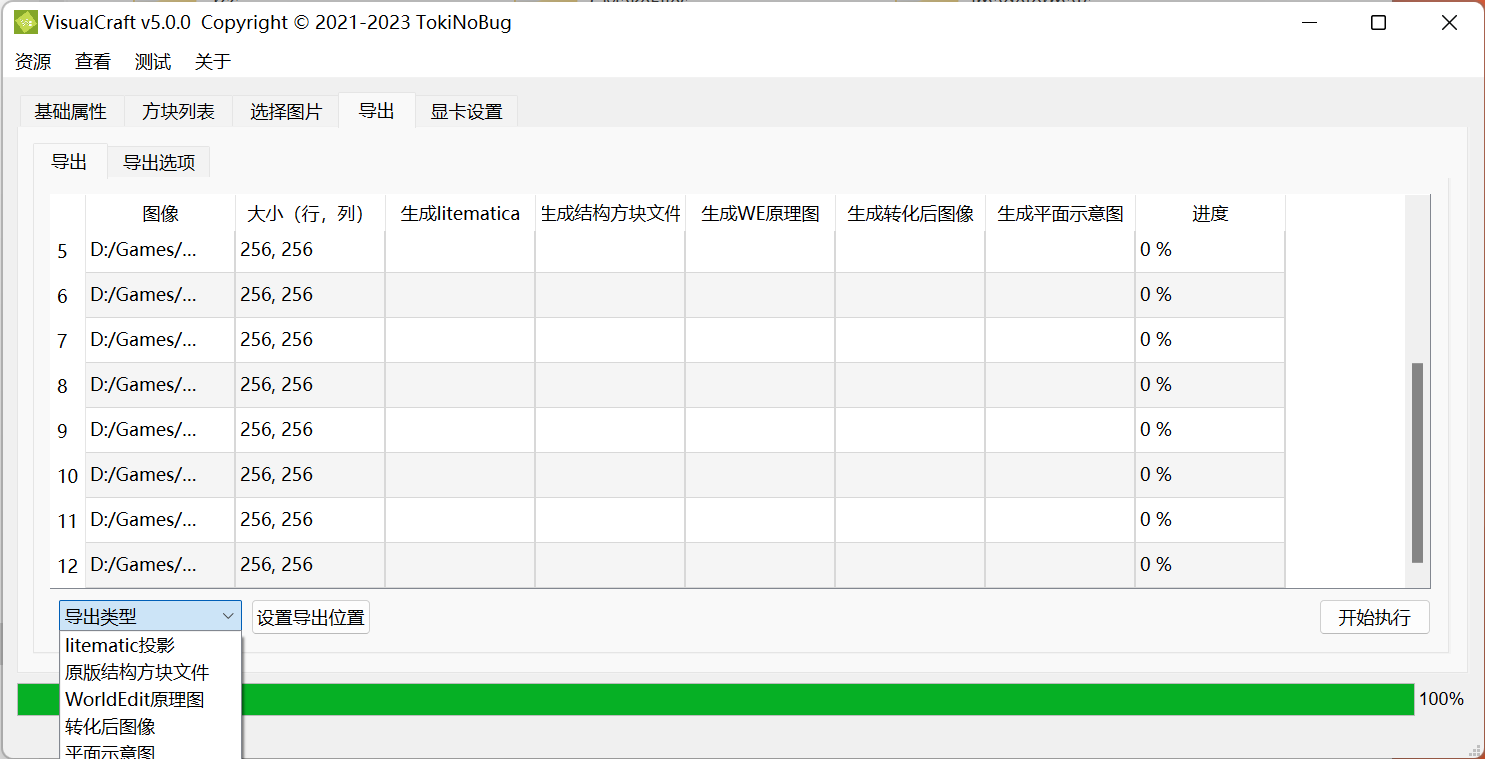 VisualCraft v5.0.0 Copyright © 2021-2023 TokiNoBug
资源 查看 测试 关于
基础属性 方块列表 选择图片 导出 显卡设置
导出 导出选项
图像 大小（行，列） 生成litematica 生成结构方块文件 生成WE原理图 生成转化后图像 生成平面示意图 进度
5 D:/Games/... 256, 256 0 %
6 D:/Games/... 256, 256 0 %
7 D:/Games/... 256, 256 0 %
8 D:/Games/... 256, 256 0 %
9 D:/Games/... 256, 256 0 %
10 D:/Games/... 256, 256 0 %
11 D:/Games/... 256, 256 0 %
12 D:/Games/... 256, 256 0 %
导出类型 设置导出位置 开始执行
litematic投影
原版结构方块文件
WorldEdit原理图
100%
转化后图像
平面示意图